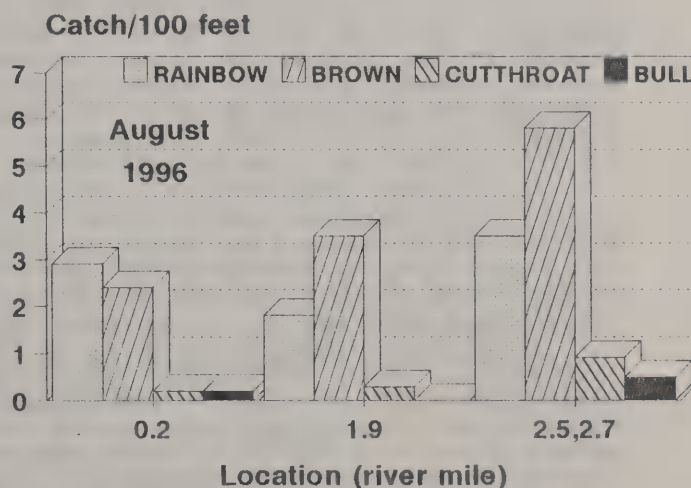 Catch/100 feet
7
RAINBOW BROWN CUTTHROAT BULL
6
August
5
1996
4
3
2
1
0
0.2 1.9 2.5,2.7
Location (river mile)